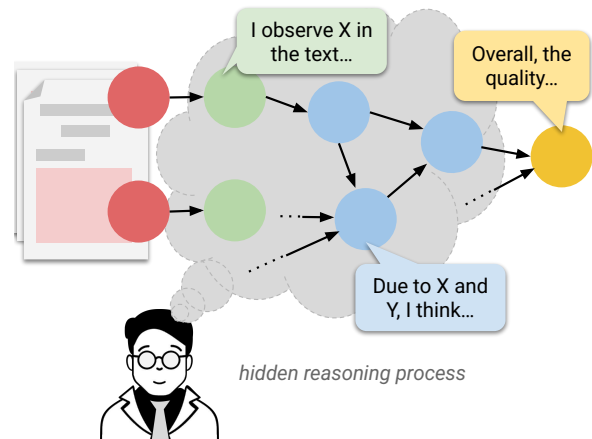 I observe X in
the text…
Overall, the
quality…
Due to X and
Y, I think…
hidden reasoning process